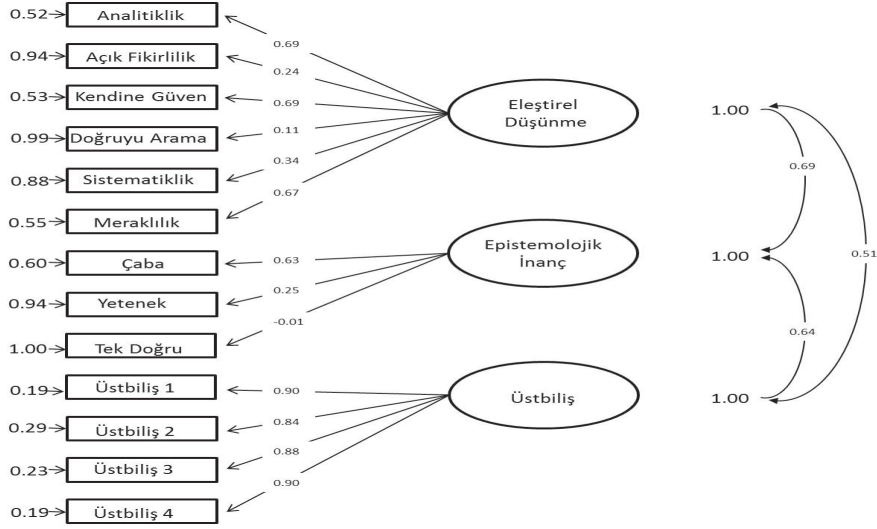 0.52 Analitiklik
0.69
0.94 Açık Fikirlilik
0.24
Eleştirel
Düşünme
1.00
0.53 Kendine Güven
0.69
0.99 Doğruyu Arama
0.11
0.88 Sistematiklik
0.34
0.69
0.55 Meraklılık
0.67
0.60 Çaba
0.63
Epistemolojik
İnanç
1.00
0.51
0.94 Yetenek
0.25
1.00 Tek Doğru
-0.01
0.64
0.19 Üstbiliş 1
0.90
Üstbiliş
1.00
0.29 Üstbiliş 2
0.84
0.23 Üstbiliş 3
0.88
0.19 Üstbiliş 4
0.90